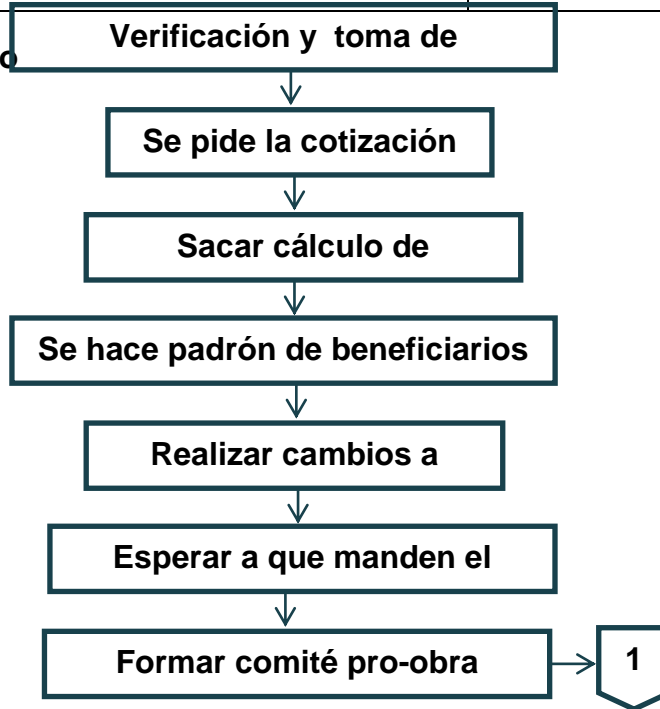 Verificación y toma de
o
Se pide la cotización
Sacar cálculo de
Se hace padrón de beneficiarios
Realizar cambios a
Esperar a que manden el
Formar comité pro-obra
1